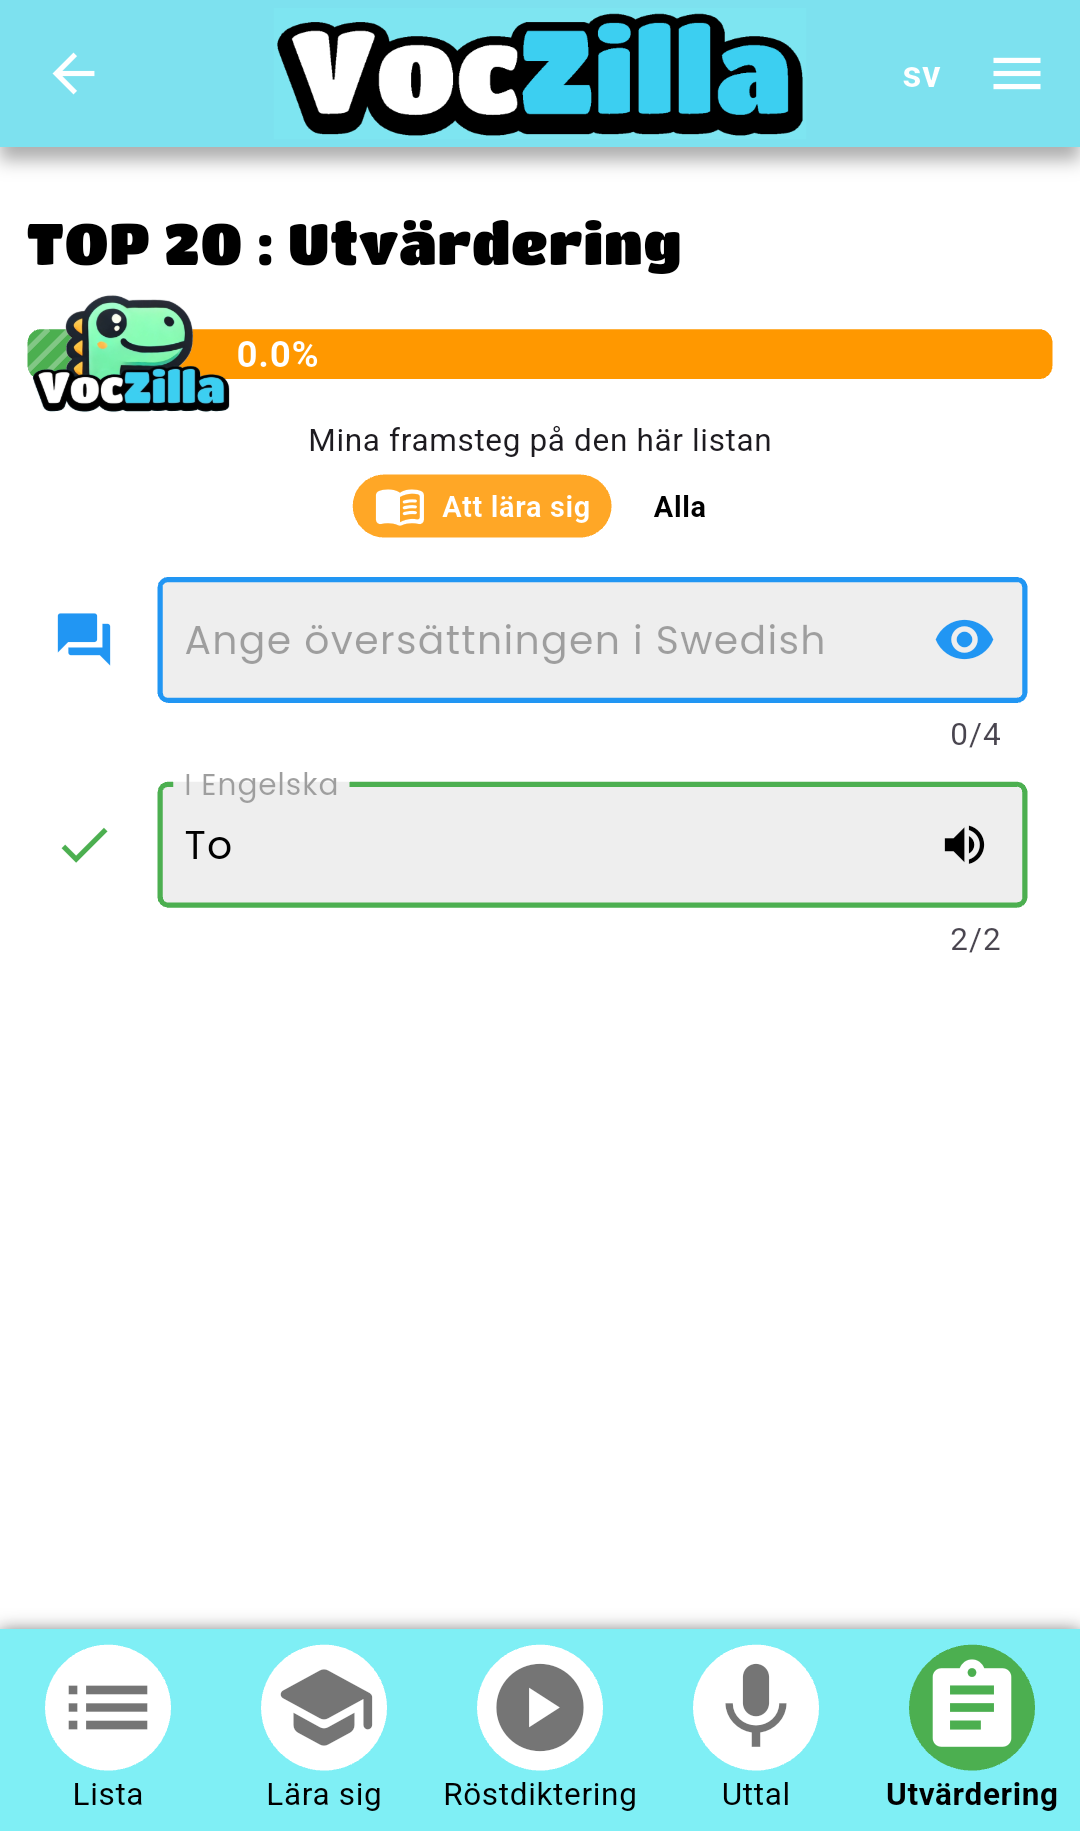 VocZilla
sv
TOP 20 : Utvärdering
0.0%
VocZilla
Mina framsteg på den här listan
Att lära sig
Alla
Ange översättningen i Swedish
0/4
I Engelska
To
2/2
Lista
Lära sig
Röstdiktering
Uttal
Utvärdering